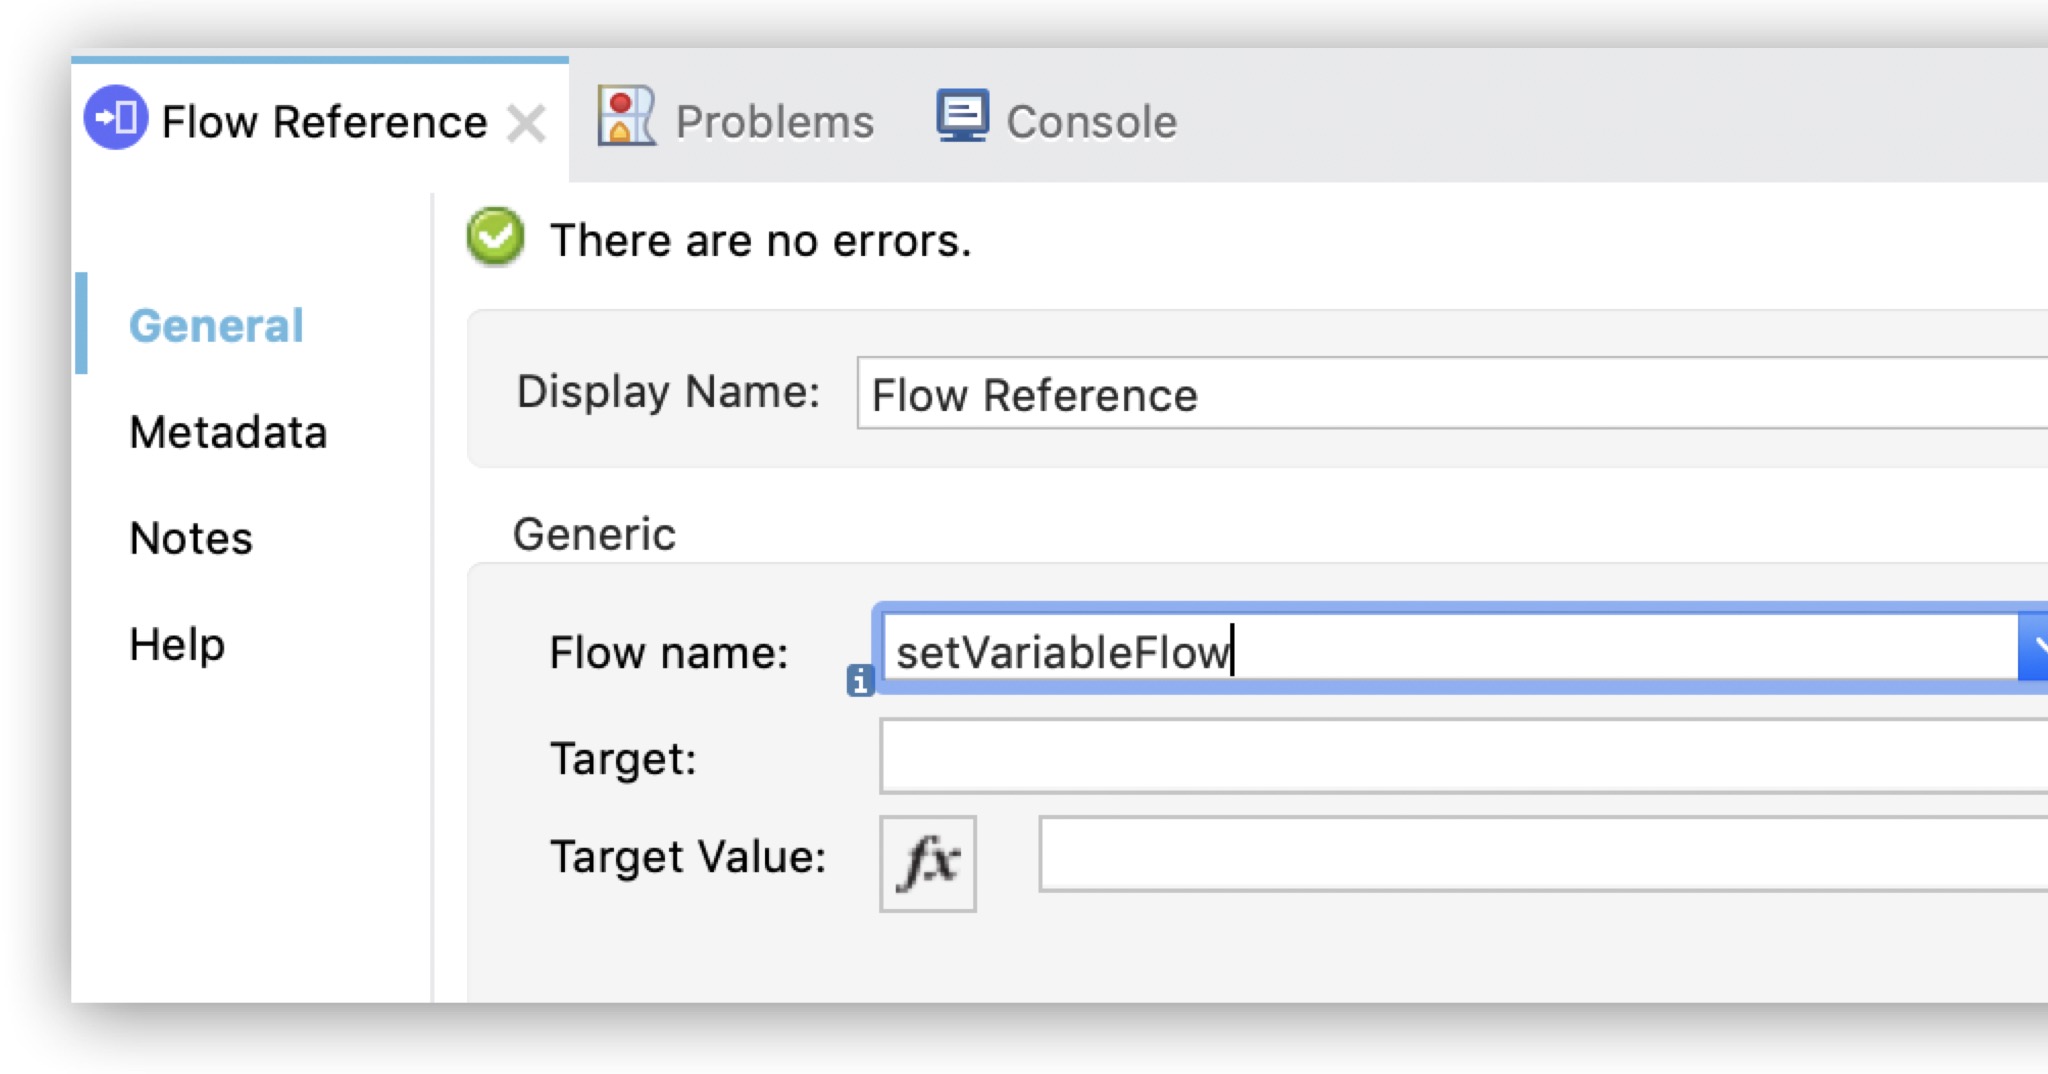 Flow Reference
Problems
Console
There are no errors.
General
Metadata
Notes
Help
Display Name: Flow Reference
Generic
Flow name: setVariableFlow
Target:
Target Value: fx